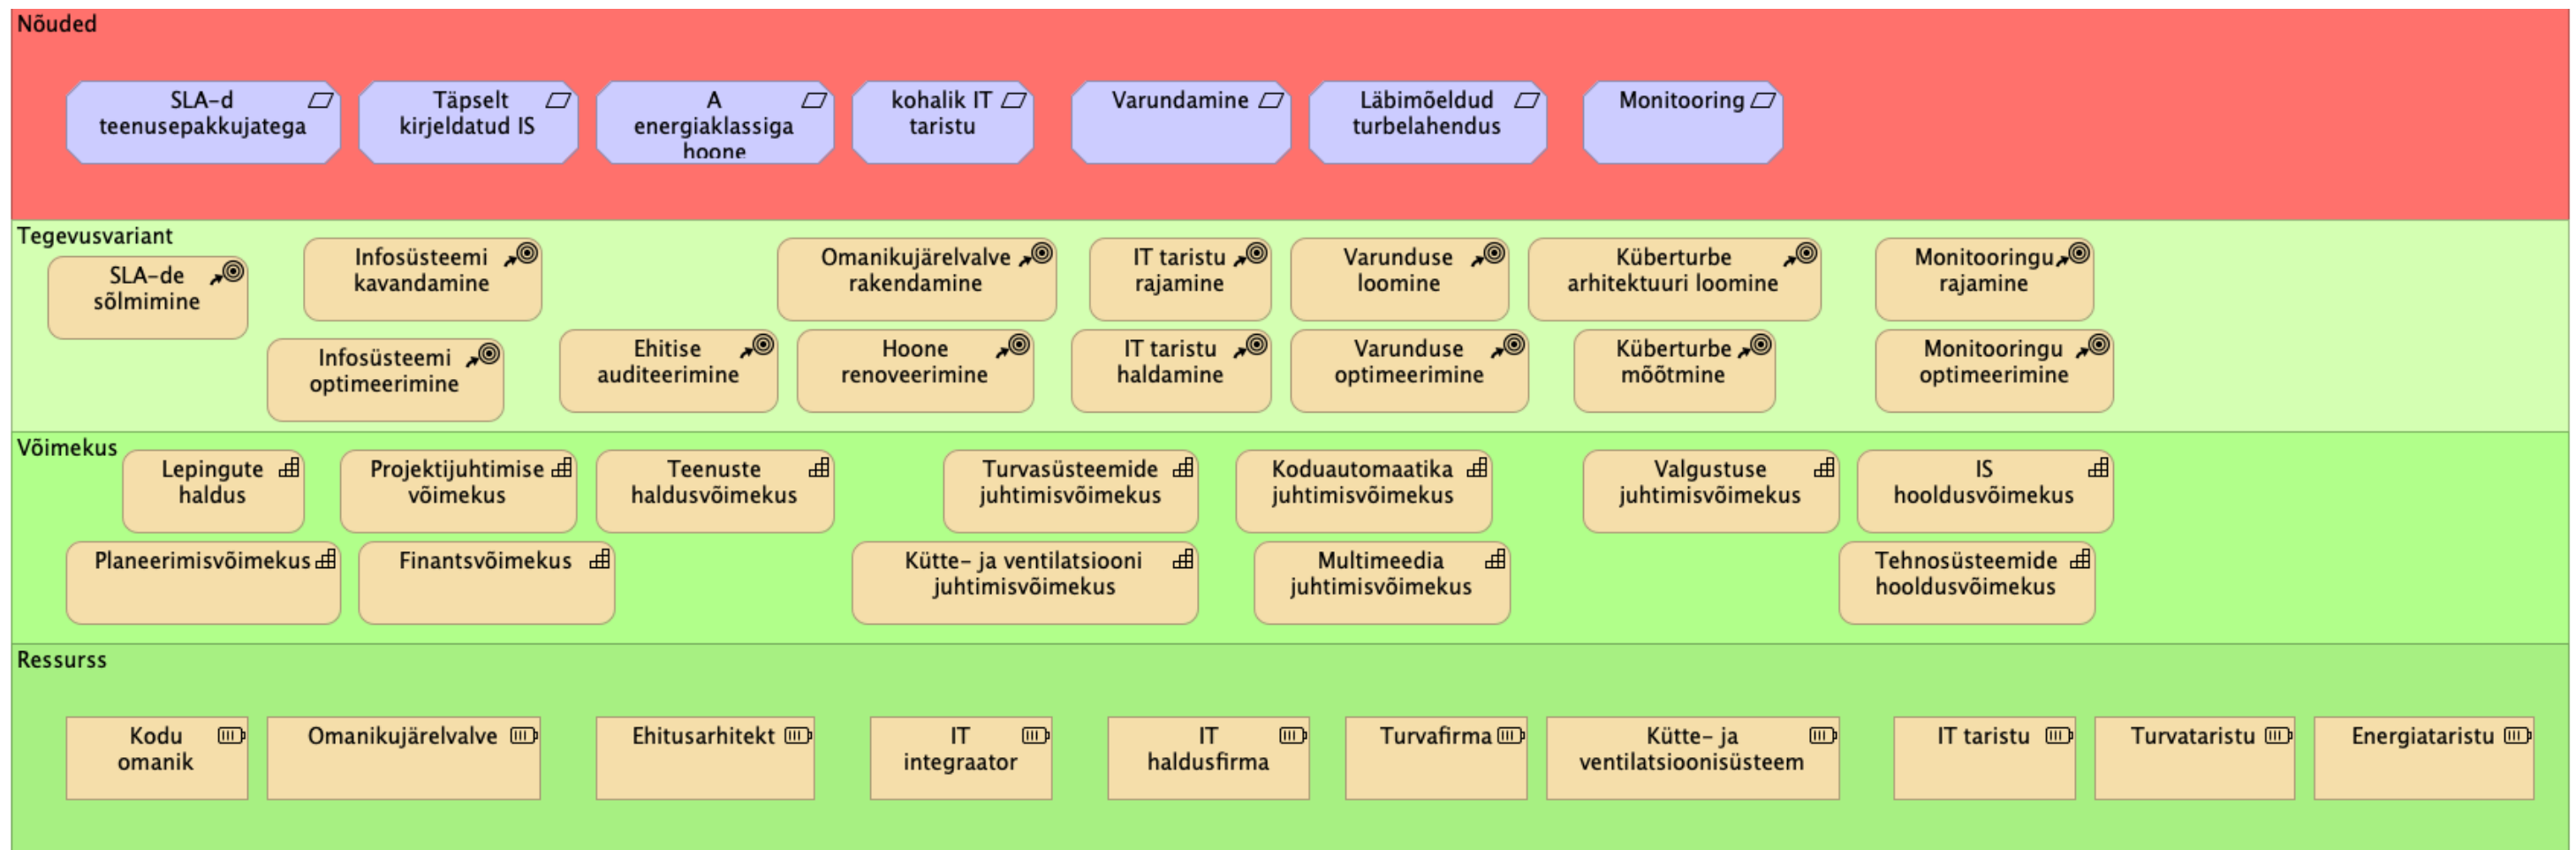 Nõuded
SLA-d
teenusepakkujatega
Täpselt
kirjeldatud IS
A
energiaklassiga
hoone
kohalik IT
taristu
Varundamine
Läbimõeldud
turbelahendus
Monitooring
Tegevusvariant
SLA-de
sõlmimine
Infosüsteemi
kavandamine
Omanikujärelvalve
rakendamine
IT taristu
rajamine
Varunduse
loomine
Küberturbe
arhitektuuri loomine
Monitooringu
rajamine
Infosüsteemi
optimeerimine
Ehitise
auditeerimine
Hoone
renoveerimine
IT taristu
haldamine
Varunduse
optimeerimine
Küberturbe
mõõtmine
Monitooringu
optimeerimine
Võimekus
Lepingute
haldus
Projektijuhtimise
võimekus
Teenuste
haldusvõimekus
Turvasüsteemide
juhtimisvõimekus
Koduautomaatika
juhtimisvõimekus
Valgustuse
juhtimisvõimekus
IS
hooldusvõimekus
Planeerimisvõimekus
Finantsvõimekus
Kütte- ja ventilatsiooni
juhtimisvõimekus
Multimeedia
juhtimisvõimekus
Tehnosüsteemide
hooldusvõimekus
Ressurss
Kodu
omanik
Omanikujärelvalve
Ehitusarhitekt
IT
integraator
IT
haldusfirma
Turvafirma
Kütte- ja
ventilatsioonisüsteem
IT taristu
Turvataristu
Energiataristu